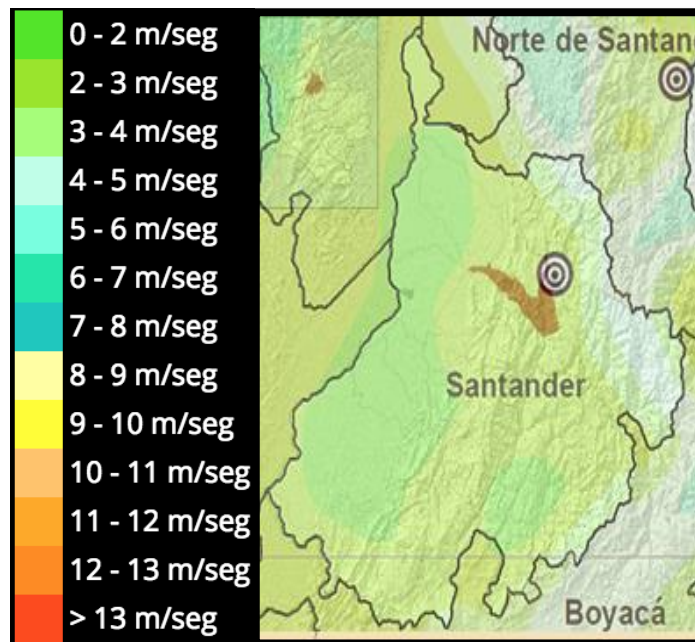 0 - 2 m/seg
2 - 3 m/seg
3 - 4 m/seg
4 - 5 m/seg
5 - 6 m/seg
6 - 7 m/seg
7 - 8 m/seg
8 - 9 m/seg
9 - 10 m/seg
10 - 11 m/seg
11 - 12 m/seg
12 - 13 m/seg
> 13 m/seg
Norte de Santand
Santander
Boyacá